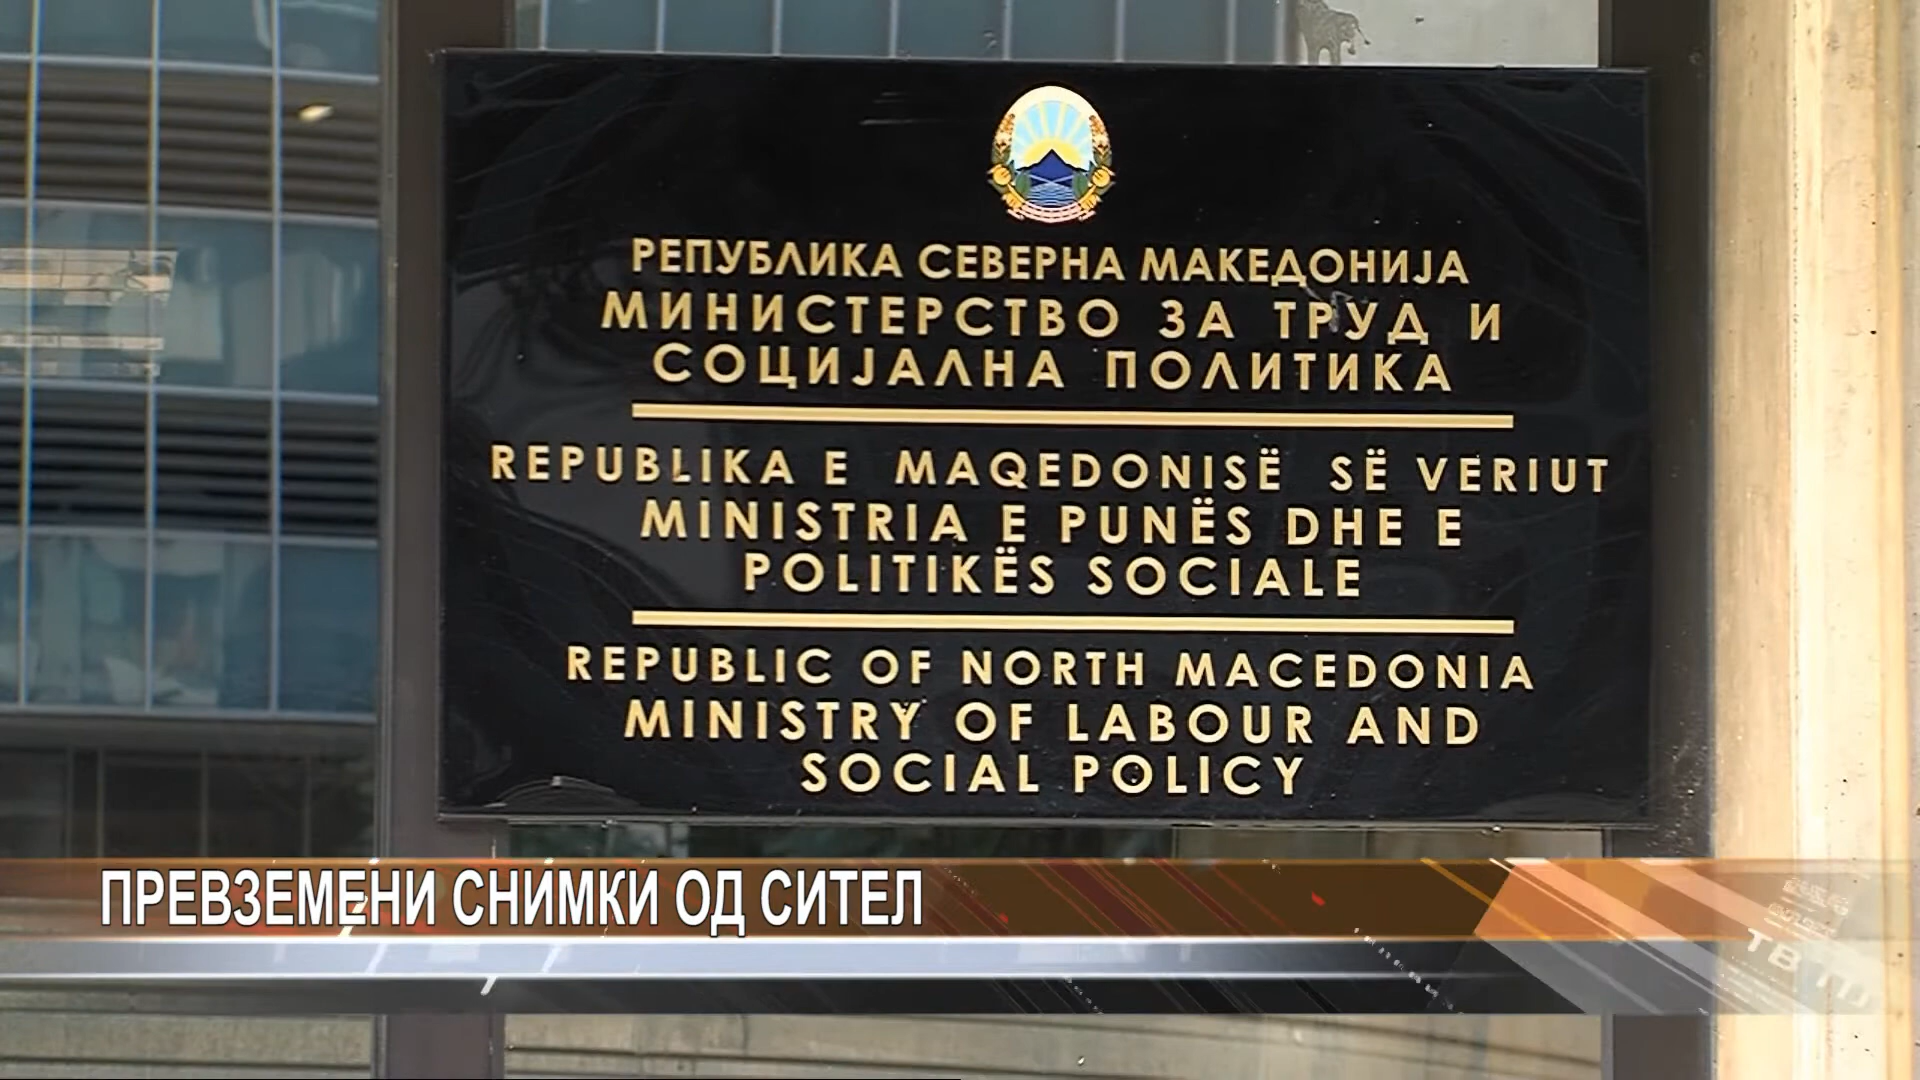 РЕПУБЛИКА СЕВЕРНА МАКЕДОНИЈА
МИНИСТЕРСТВО ЗА ТРУД И
СОЦИЈАЛНА ПОЛИТИКА
REPUBLIKA E MAQEDONISË SË VERIUT
MINISTRIA E PUNËS DHE E
POLITIKËS SOCIALE
REPUBLIC OF NORTH MACEDONIA
MINISTRY OF LABOUR AND
SOCIAL POLICY
ПРЕВЗЕМЕНИ СНИМКИ ОД СИТЕЛ